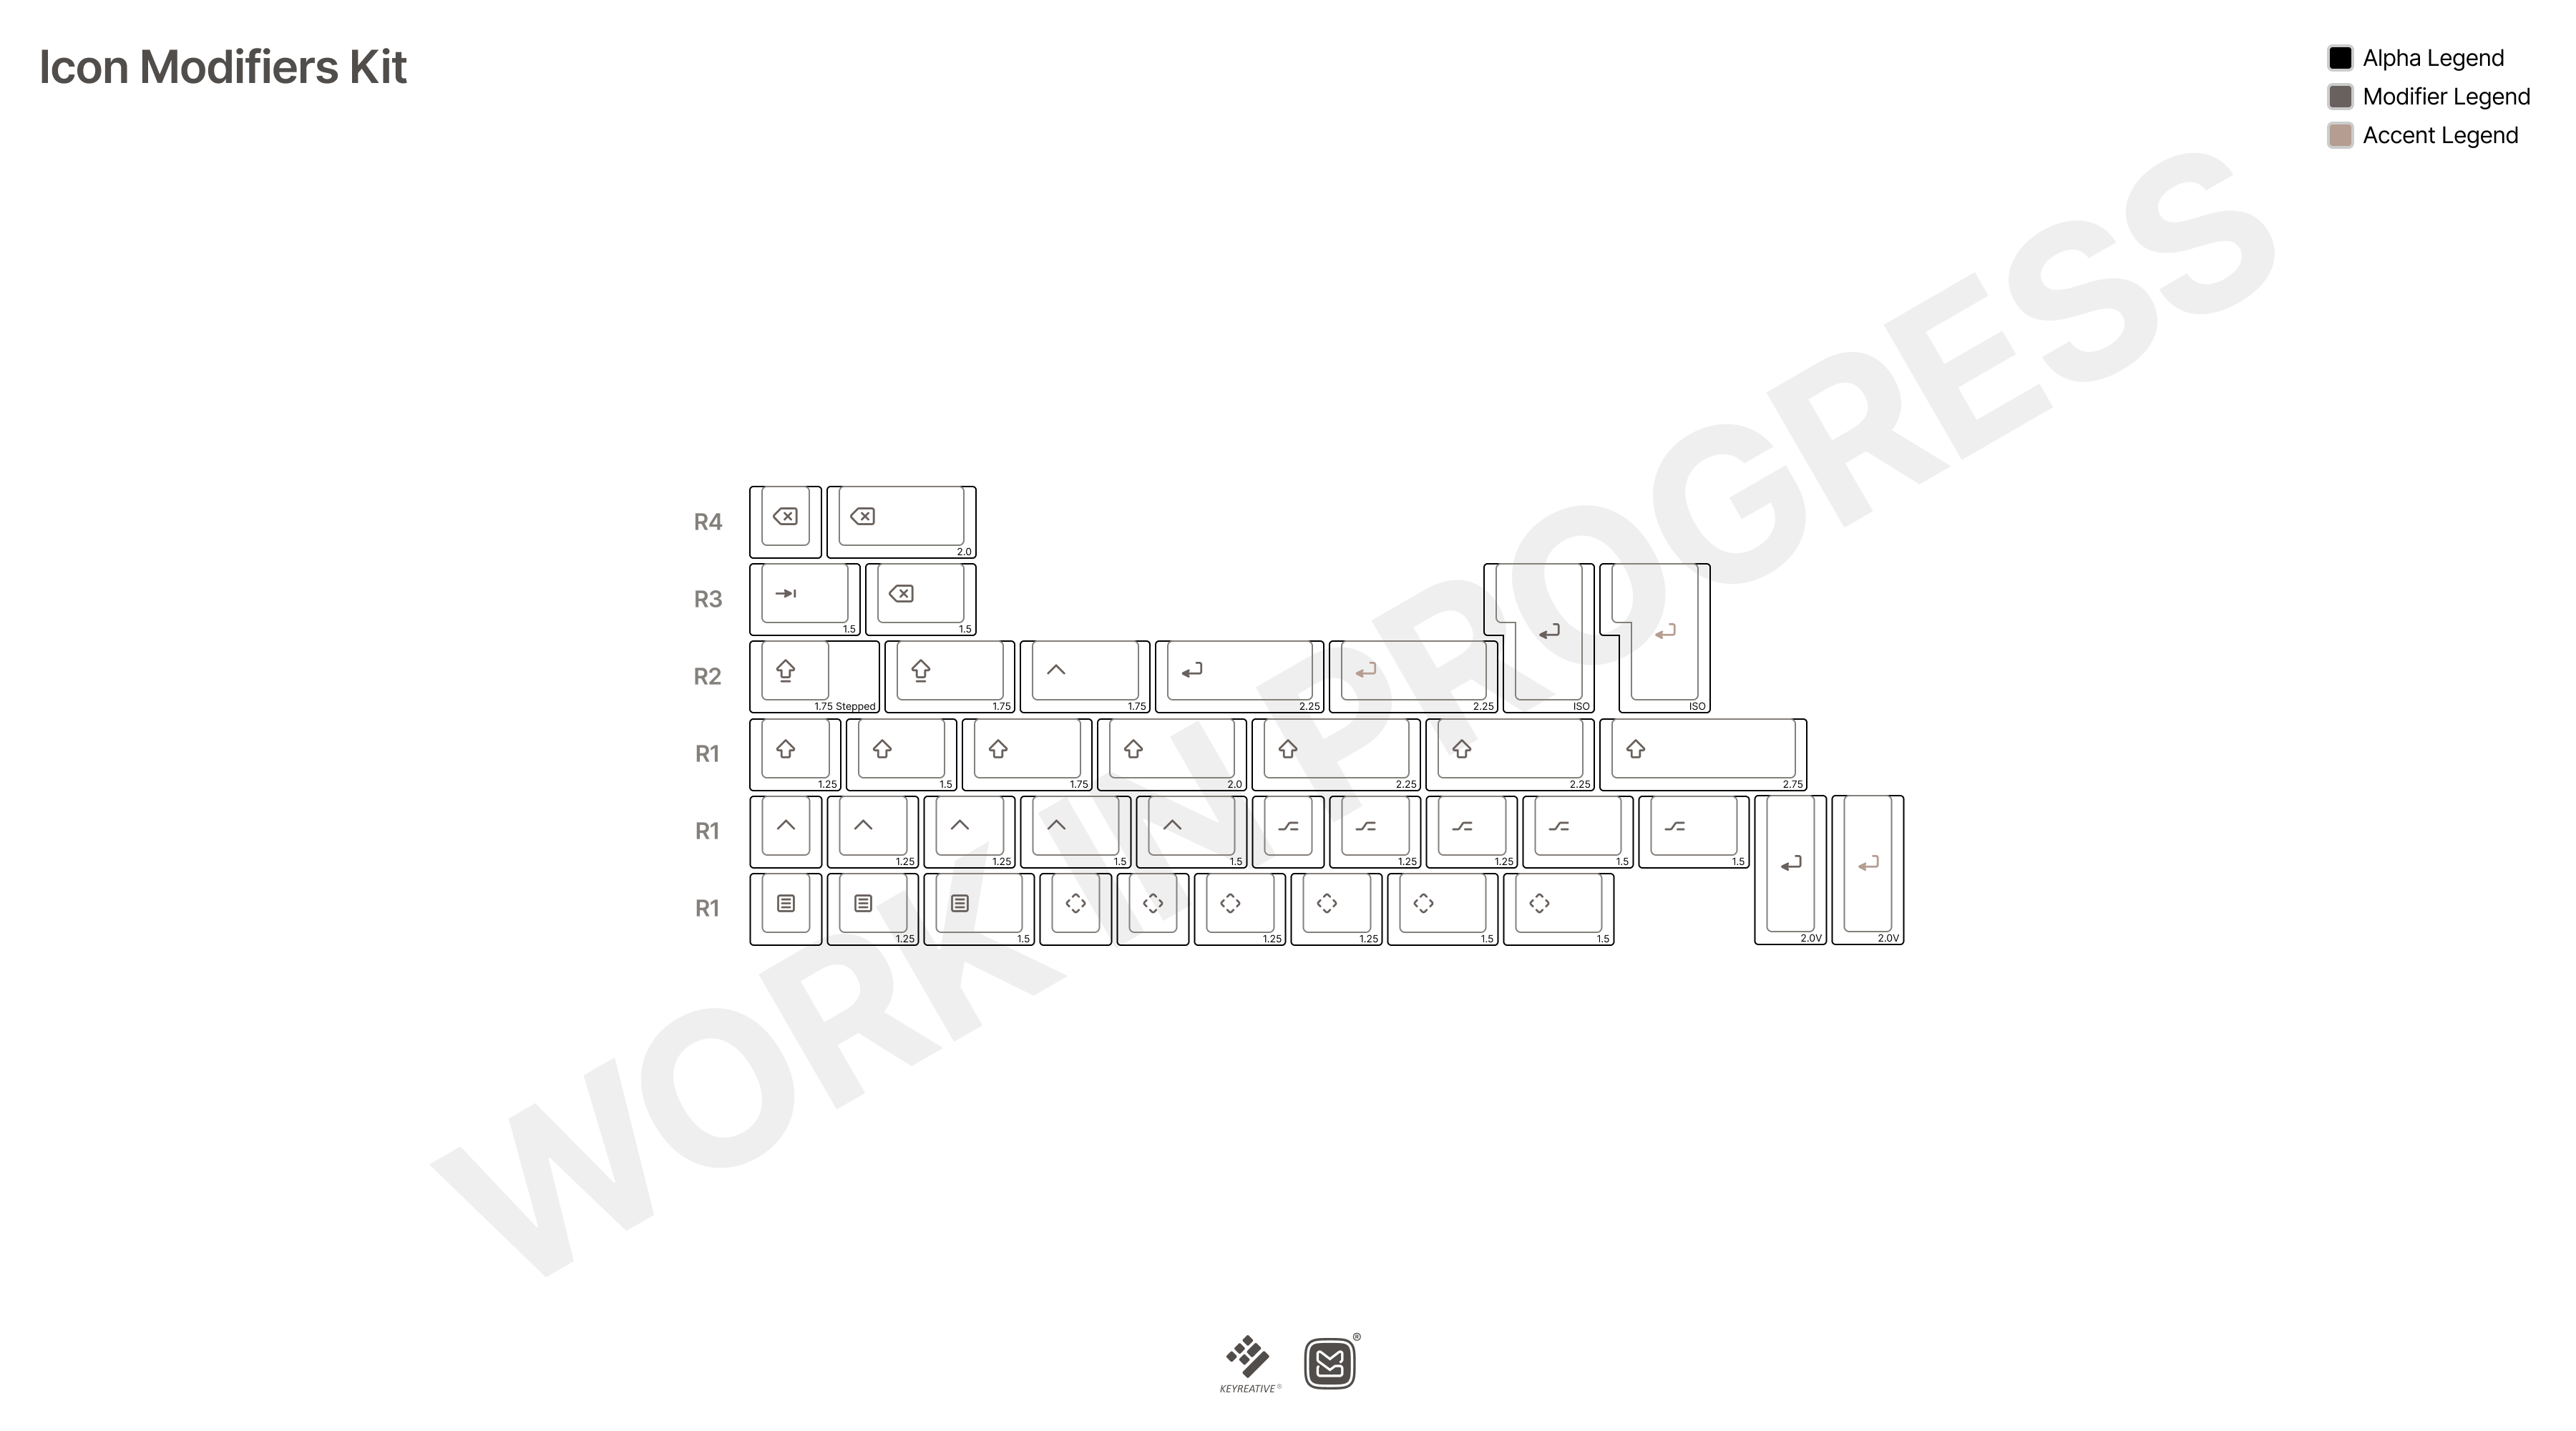 Icon Modifiers Kit
Alpha Legend
Modifier Legend
Accent Legend
WORK IN PROGRESS
R4
2.0
R3
1.5 1.5
R2
1.75 Stepped 1.75 1.75 2.25 2.25 ISO ISO
R1
1.25 1.5 1.75 2.0 2.25 2.25 2.75
R1
1.25 1.25 1.5 1.5 1.25 1.25 1.5 1.5
R1
1.25 1.5 1.25 1.25 1.5 1.5 2.0V 2.0V
KEYREATIVE®
®